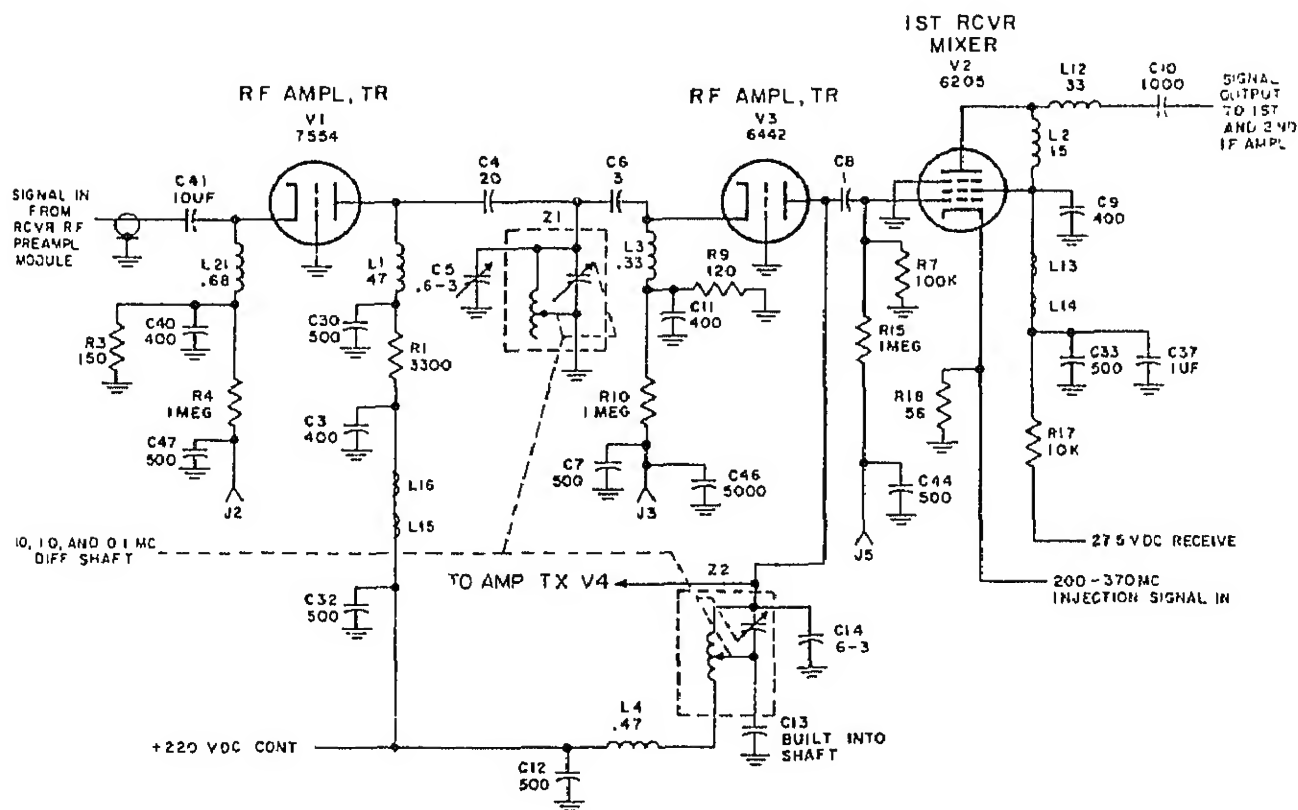 1ST RCVR
MIXER
V2
6205
RF AMPL, TR
V1
7554
RF AMPL, TR
V3
6442
L12
33
C10
1000
SIGNAL
OUTPUT
TO 1ST
AND 2ND
IF AMPL
L2
15
SIGNAL IN
FROM
RCVR RF
PREAMPL
MODULE
C41
10UF
C4
20
C6
3
C8
C9
400
Z1
L21
.68
L1
47
C5
.6-3
L3
.33
R9
120
R7
100K
L13
L14
C40
400
R3
150
C30
500
R1
3300
C11
400
R15
1MEG
C33
500
C37
1UF
R4
1MEG
R10
1MEG
R18
56
C47
500
C3
400
C7
500
C46
5000
C44
500
R17
10K
J2
L16
L15
J3
J5
10, 1.0, AND 0.1 MC
DIFF SHAFT
TO AMP TX V4
Z2
27.5 VDC RECEIVE
200-370MC
INJECTION SIGNAL IN
C32
500
C14
6-3
L4
.47
C13
BUILT INTO
SHAFT
+220 VDC CONT
C12
500